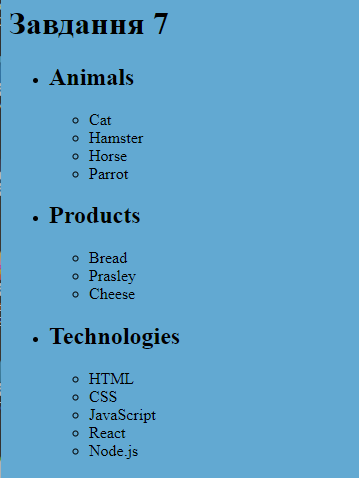 Завдання 7
Animals
Cat
Hamster
Horse
Parrot
Products
Bread
Prasley
Cheese
Technologies
HTML
CSS
JavaScript
React
Node.js